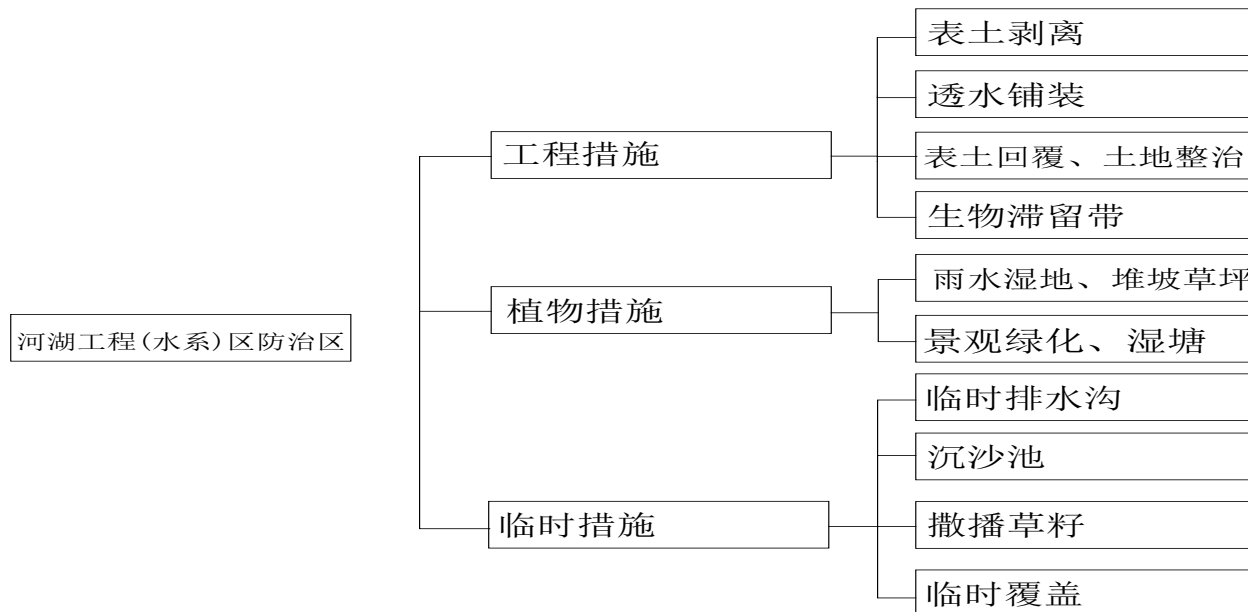 表土剥离
透水铺装
工程措施
表土回覆、土地整治
生物滞留带
雨水湿地、堆坡草坪
植物措施
河湖工程(水系)区防治区
景观绿化、湿塘
临时排水沟
沉沙池
临时措施
撒播草籽
临时覆盖